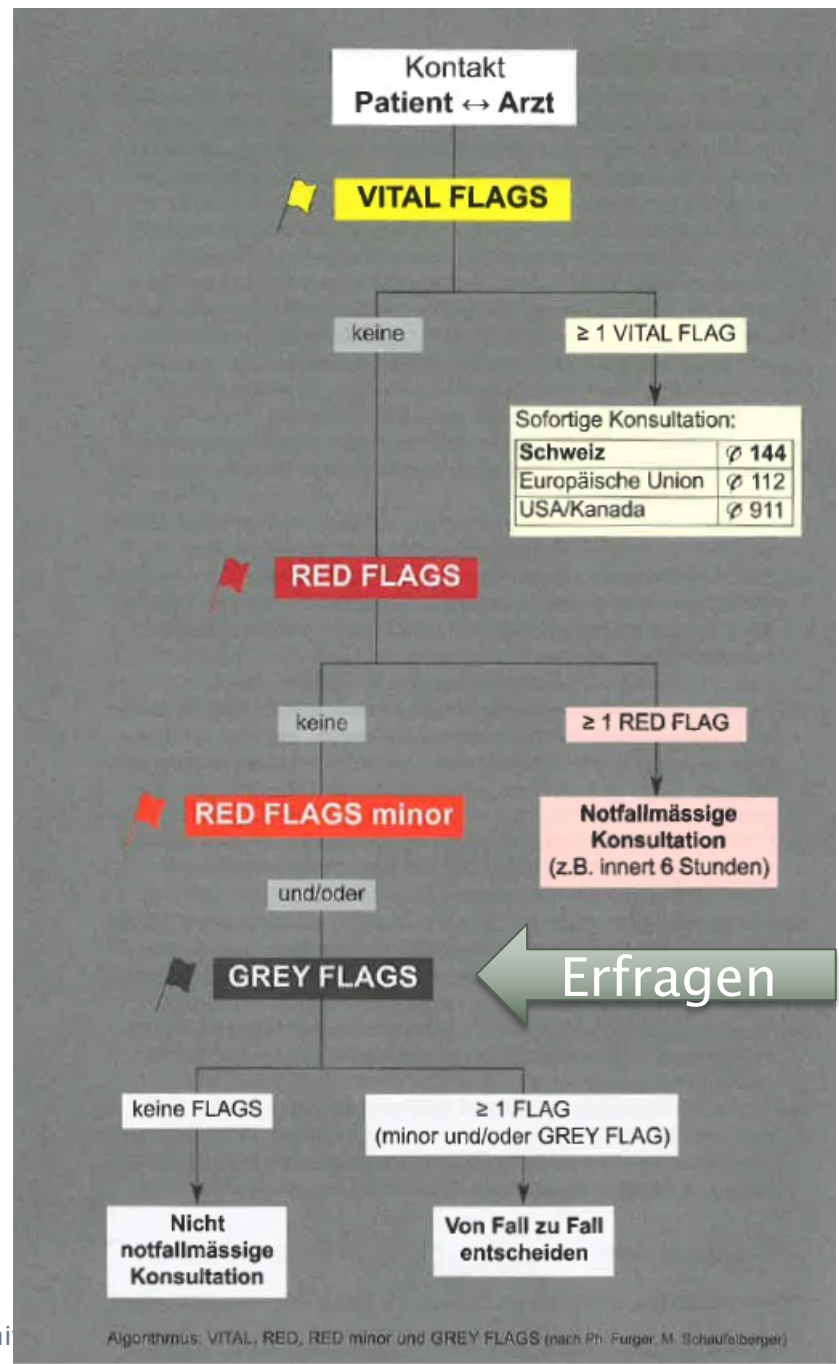 Kontakt
Patient ↔ Arzt
VITAL FLAGS
keine
≥ 1 VITAL FLAG
Sofortige Konsultation:
Schweiz ✆ 144
Europäische Union ✆ 112
USA/Kanada ✆ 911
RED FLAGS
keine
≥ 1 RED FLAG
RED FLAGS minor
Notfallmässige
Konsultation
(z.B. innert 6 Stunden)
und/oder
GREY FLAGS
Erfragen
keine FLAGS
≥ 1 FLAG
(minor und/oder GREY FLAG)
Nicht
notfallmässige
Konsultation
Von Fall zu Fall
entscheiden
Algorithmus: VITAL, RED, RED minor und GREY FLAGS (nach Ph. Furger, M. Schaufelberger)